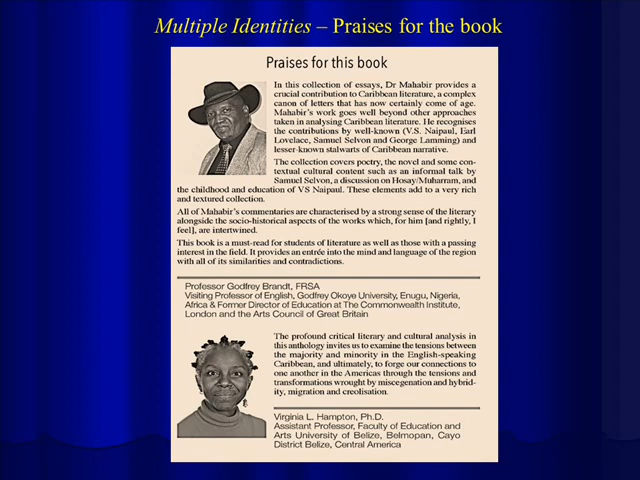 Multiple Identities – Praises for the book
Praises for this book
In this collection of essays, Dr Mahabir provides a
crucial contribution to Caribbean literature, a complex
canon of letters that has now certainly come of age.
Mahabir's work goes well beyond other approaches
taken in analysing Caribbean literature. He recognises
the contributions by well-known (V.S. Naipaul, Earl
Lovelace, Samuel Selvon and George Lamming) and
lesser-known stalwarts of Caribbean narrative.
The collection covers poetry, the novel and some con-
textual cultural content such as an informal talk by
Samuel Selvon, a discussion on Hosay/Muharram, and
the childhood and education of VS Naipaul. These elements add to a very rich
and textured collection.
All of Mahabir's commentaries are characterised by a strong sense of the literary
alongside the socio-historical aspects of the works which, for him [and rightly, I
feel], are intertwined.
This book is a must-read for students of literature as well as those with a passing
interest in the field. It provides an entrée into the mind and language of the region
with all of its similarities and contradictions.
Professor Godfrey Brandt, FRSA
Visiting Professor of English, Godfrey Okoye University, Enugu, Nigeria,
Africa & Former Director of Education at The Commonwealth Institute,
London and the Arts Council of Great Britain
The profound critical literary and cultural analysis in
this anthology invites us to examine the tensions between
the majority and minority in the English-speaking
Caribbean, and ultimately, to forge our connections to
one another in the Americas through the tensions and
transformations wrought by miscegenation and hybrid-
ity, migration and creolisation.
Virginia L. Hampton, Ph.D.
Assistant Professor, Faculty of Education and
Arts University of Belize, Belmopan, Cayo
District Belize, Central America